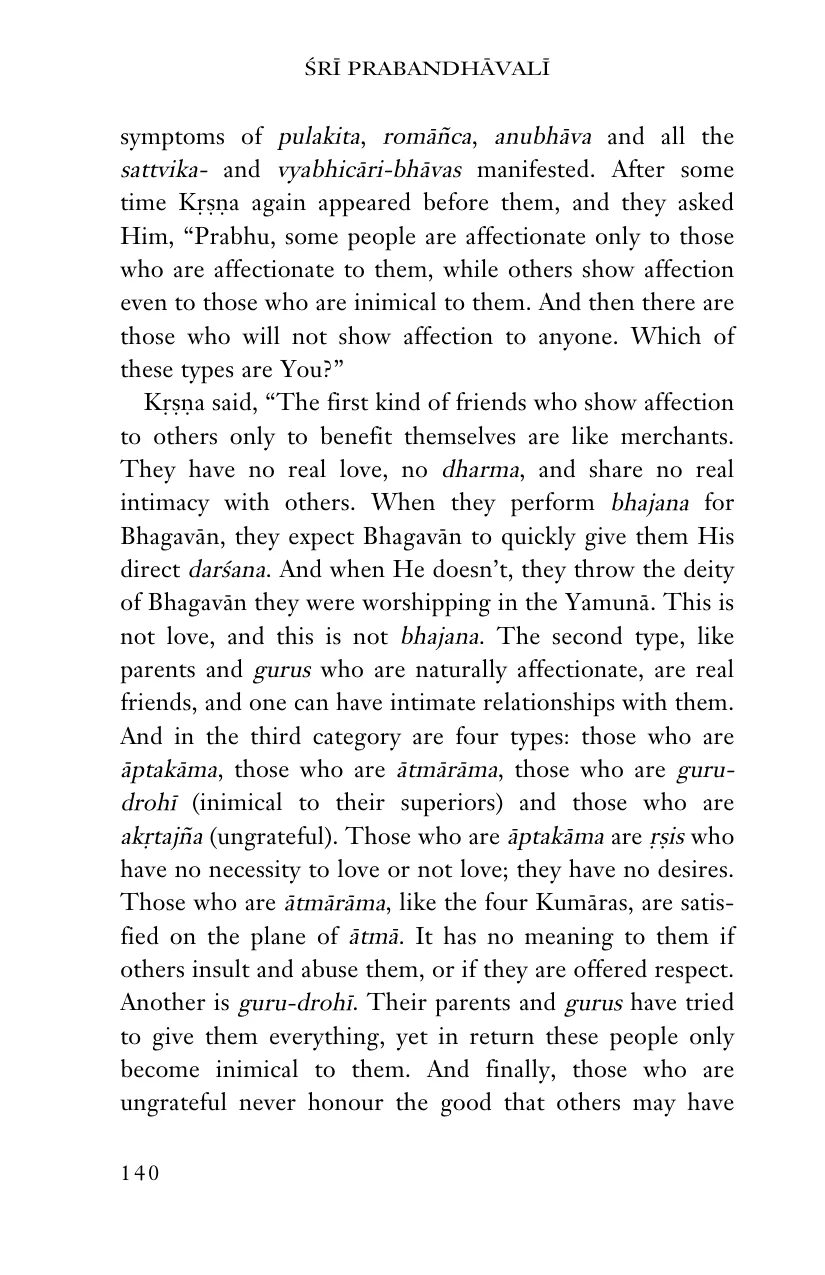 ŚRĪ PRABANDHĀVALĪ
symptoms of pulakita, romāñca, anubhāva and all the
sattvika- and vyabhicāri-bhāvas manifested. After some
time Kṛṣṇa again appeared before them, and they asked
Him, “Prabhu, some people are affectionate only to those
who are affectionate to them, while others show affection
even to those who are inimical to them. And then there are
those who will not show affection to anyone. Which of
these types are You?”
Kṛṣṇa said, “The first kind of friends who show affection
to others only to benefit themselves are like merchants.
They have no real love, no dharma, and share no real
intimacy with others. When they perform bhajana for
Bhagavān, they expect Bhagavān to quickly give them His
direct darśana. And when He doesn’t, they throw the deity
of Bhagavān they were worshipping in the Yamunā. This is
not love, and this is not bhajana. The second type, like
parents and gurus who are naturally affectionate, are real
friends, and one can have intimate relationships with them.
And in the third category are four types: those who are
āptakāma, those who are ātmārāma, those who are guru-
drohī (inimical to their superiors) and those who are
akṛtajña (ungrateful). Those who are āptakāma are ṛṣis who
have no necessity to love or not love; they have no desires.
Those who are ātmārāma, like the four Kumāras, are satis-
fied on the plane of ātmā. It has no meaning to them if
others insult and abuse them, or if they are offered respect.
Another is guru-drohī. Their parents and gurus have tried
to give them everything, yet in return these people only
become inimical to them. And finally, those who are
ungrateful never honour the good that others may have
140